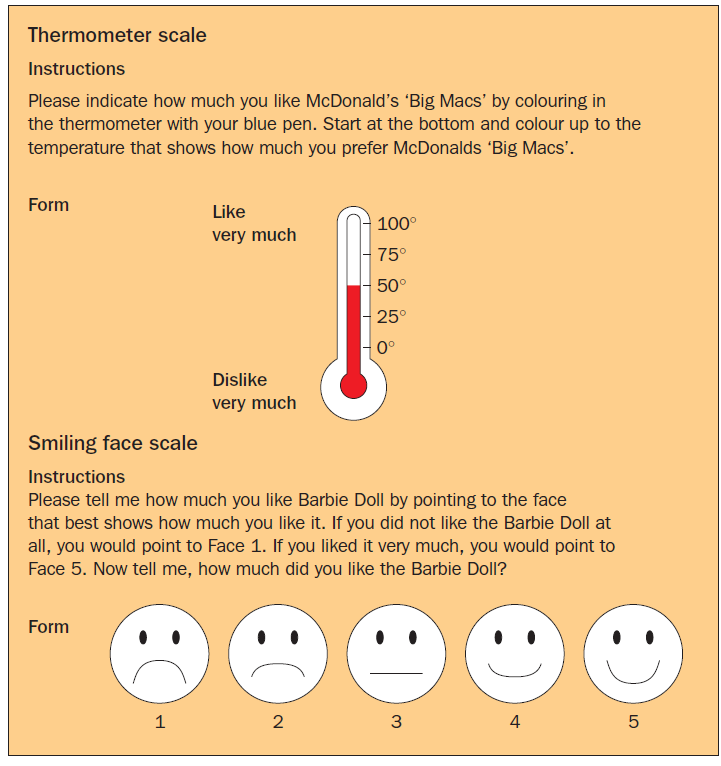 Thermometer scale
Instructions
Please indicate how much you like McDonald's ‘Big Macs’ by colouring in
the thermometer with your blue pen. Start at the bottom and colour up to the
temperature that shows how much you prefer McDonalds ‘Big Macs’.
Form
Like
very much
100°
75°
50°
25°
0°
Dislike
very much
Smiling face scale
Instructions
Please tell me how much you like Barbie Doll by pointing to the face
that best shows how much you like it. If you did not like the Barbie Doll at
all, you would point to Face 1. If you liked it very much, you would point to
Face 5. Now tell me, how much did you like the Barbie Doll?
Form
1 2 3 4 5